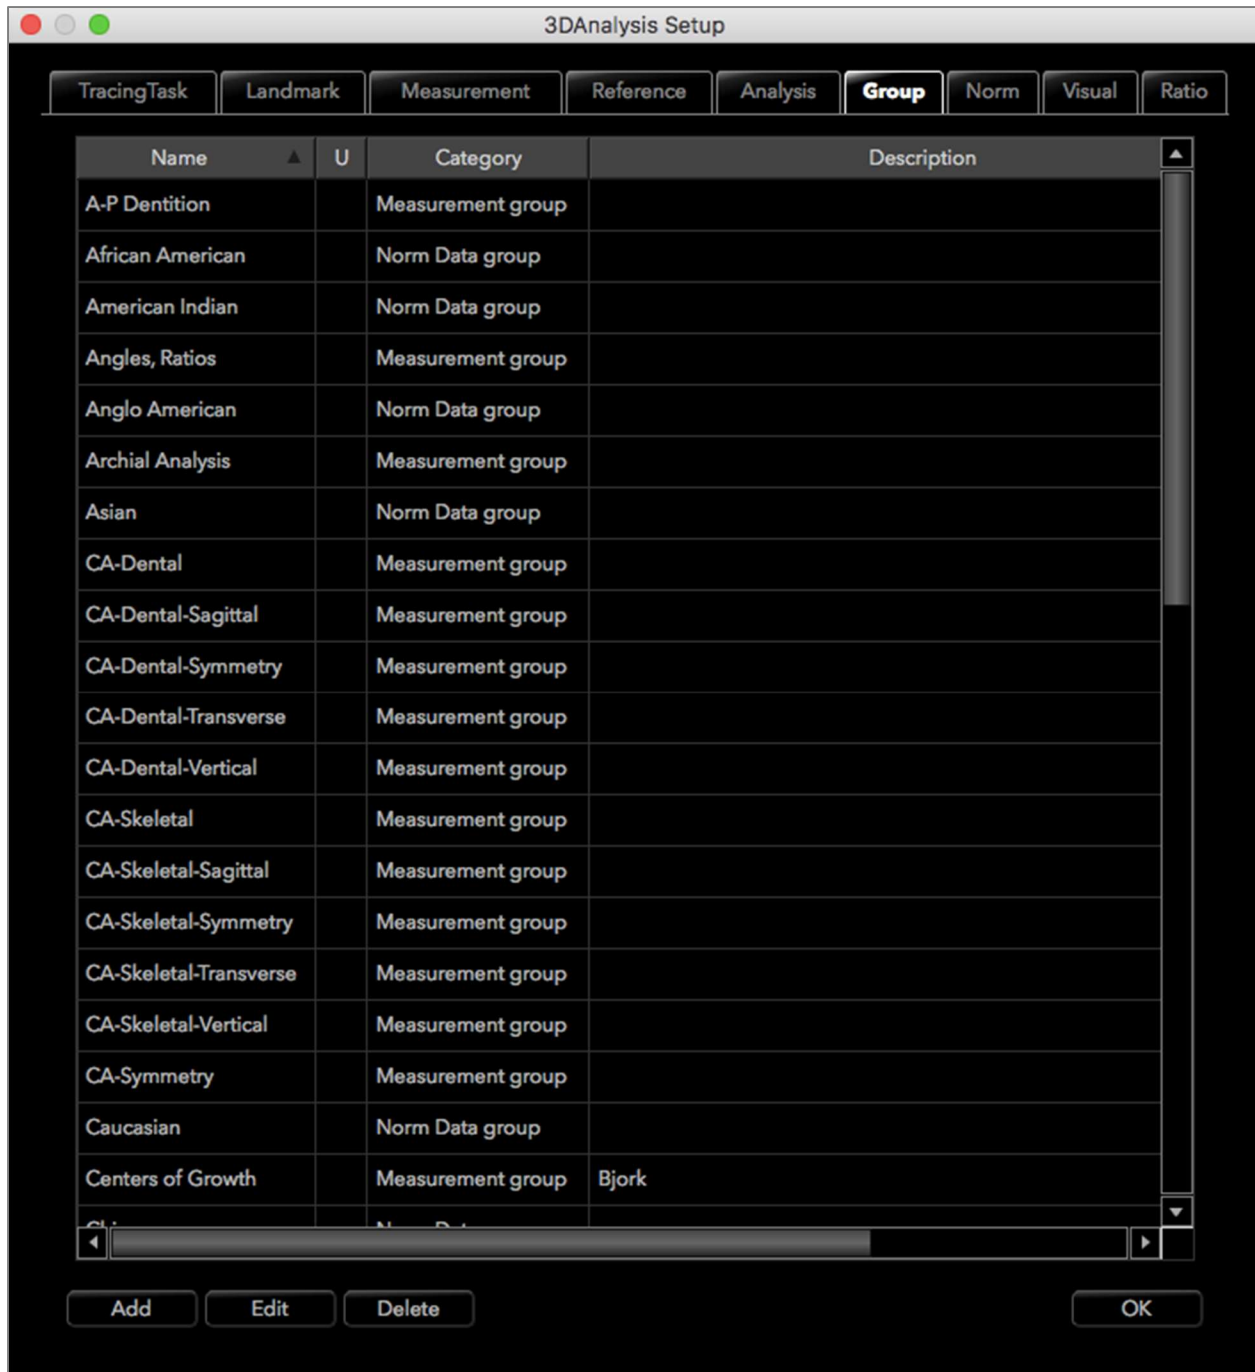 3DAnalysis Setup
TracingTask Landmark Measurement Reference Analysis Group Norm Visual Ratio
Name U Category Description
A-P Dentition Measurement group
African American Norm Data group
American Indian Norm Data group
Angles, Ratios Measurement group
Anglo American Norm Data group
Archial Analysis Measurement group
Asian Norm Data group
CA-Dental Measurement group
CA-Dental-Sagittal Measurement group
CA-Dental-Symmetry Measurement group
CA-Dental-Transverse Measurement group
CA-Dental-Vertical Measurement group
CA-Skeletal Measurement group
CA-Skeletal-Sagittal Measurement group
CA-Skeletal-Symmetry Measurement group
CA-Skeletal-Transverse Measurement group
CA-Skeletal-Vertical Measurement group
CA-Symmetry Measurement group
Caucasian Norm Data group
Centers of Growth Measurement group Bjork
Add Edit Delete OK